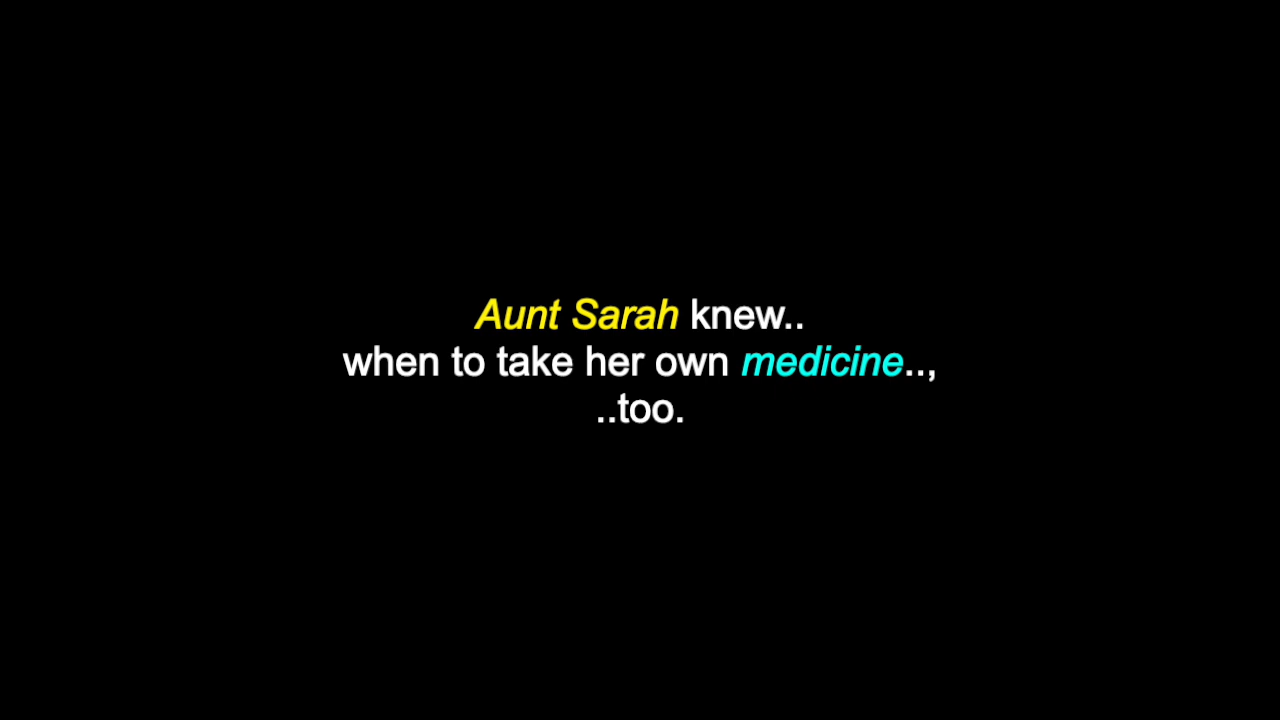 Aunt Sarah knew..
when to take her own medicine..,
..too.